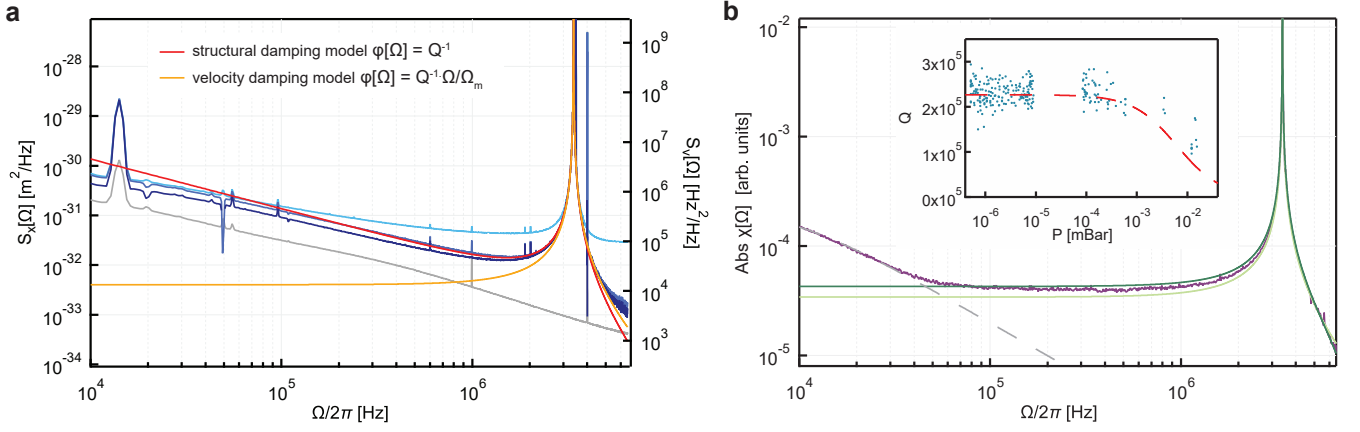 a
structural damping model φ[Ω] = Q⁻¹
velocity damping model φ[Ω] = Q⁻¹·Ω/Ωₘ
Sₓ[Ω] [m²/Hz]
10⁻²⁸
10⁻²⁹
10⁻³⁰
10⁻³¹
10⁻³²
10⁻³³
10⁻³⁴
10⁹
10⁸
10⁷
10⁶
10⁵
10⁴
10³
Sᵥ[Ω] [Hz²/Hz]
10⁴
10⁵
10⁶
Ω/2π [Hz]
b
Abs χ[Ω] [arb. units]
10⁻²
10⁻³
10⁻⁴
10⁻⁵
Q
3x10⁵
2x10⁵
1x10⁵
0x10⁵
10⁻⁶
10⁻⁵
10⁻⁴
10⁻³
10⁻²
P [mBar]
10⁴
10⁵
10⁶
Ω/2π [Hz]